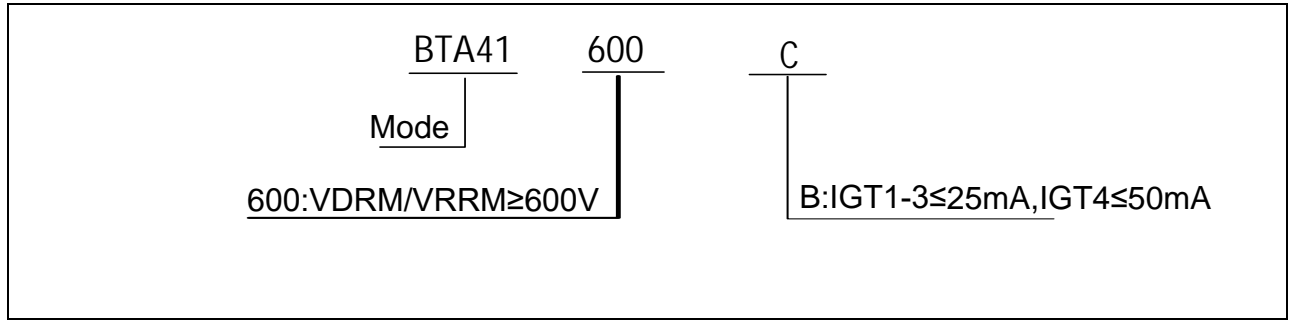 BTA41 600 C
Mode
600:VDRM/VRRM≥600V B:IGT1-3≤25mA,IGT4≤50mA